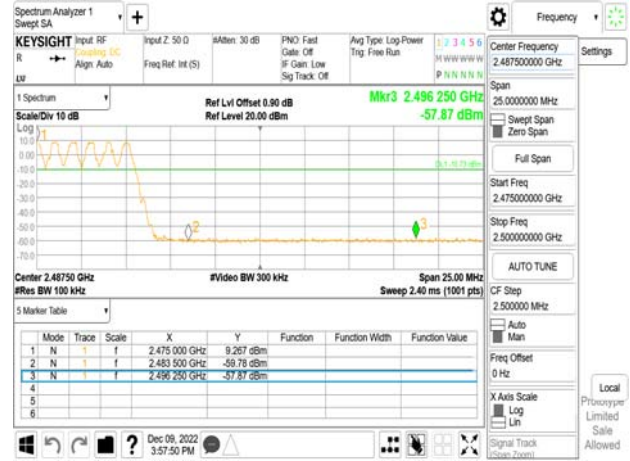 Spectrum Analyzer 1
Swept SA
KEYSIGHT Input: RF Input Z: 50 Ω #Atten: 30 dB PNO: Fast Avg Type: Log-Power 1 2 3 4 5 6
R Coupling: DC Gate: Off Trig: Free Run M W W W W W
Align: Auto Freq Ref: Int (S) IF Gain: Low
Sig Track: Off P N N N N N
1 Spectrum Ref Lvl Offset 0.90 dB Mkr3 2.496 250 GHz
Scale/Div 10 dB Ref Level 20.00 dBm -57.87 dBm
Log
10.0
0.00
-10.0
-20.0
-30.0
-40.0
-50.0
-60.0
-70.0
1
2
3
Center 2.48750 GHz #Video BW 300 kHz Span 25.00 MHz
#Res BW 100 kHz Sweep 2.40 ms (1001 pts)
5 Marker Table
Mode Trace Scale X Y Function Function Width Function Value
1 N 1 f 2.475 000 GHz 9.267 dBm
2 N 1 f 2.483 500 GHz -59.78 dBm
3 N 1 f 2.496 250 GHz -57.87 dBm
4
5
6
Dec 09, 2022
3:57:50 PM
Frequency
Settings
Center Frequency
2.487500000 GHz
Span
25.0000000 MHz
Swept Span
Zero Span
Full Span
Start Freq
2.475000000 GHz
Stop Freq
2.500000000 GHz
AUTO TUNE
CF Step
2.500000 MHz
Auto
Man
Freq Offset
0 Hz
X Axis Scale
Log
Lin
Signal Track
(Span Zoom)
Local
Prototype
Limited
Sale
Allowed